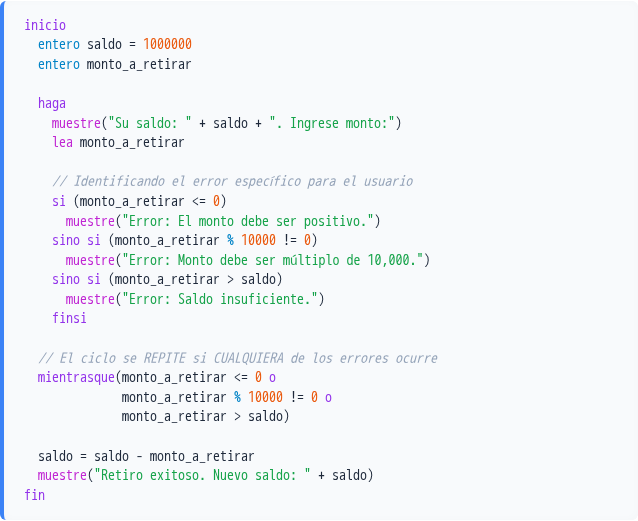 inicio
  entero saldo = 1000000
  entero monto_a_retirar

  haga
    muestre("Su saldo: " + saldo + ". Ingrese monto:")
    lea monto_a_retirar

    // Identificando el error específico para el usuario
    si (monto_a_retirar <= 0)
      muestre("Error: El monto debe ser positivo.")
    sino si (monto_a_retirar % 10000 != 0)
      muestre("Error: Monto debe ser múltiplo de 10,000.")
    sino si (monto_a_retirar > saldo)
      muestre("Error: Saldo insuficiente.")
    finsi

  // El ciclo se REPITE si CUALQUIERA de los errores ocurre
  mientrasque(monto_a_retirar <= 0 o
              monto_a_retirar % 10000 != 0 o
              monto_a_retirar > saldo)

  saldo = saldo - monto_a_retirar
  muestre("Retiro exitoso. Nuevo saldo: " + saldo)
fin